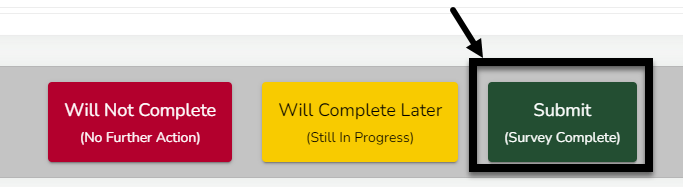 Will Not Complete
(No Further Action)
Will Complete Later
(Still In Progress)
Submit
(Survey Complete)